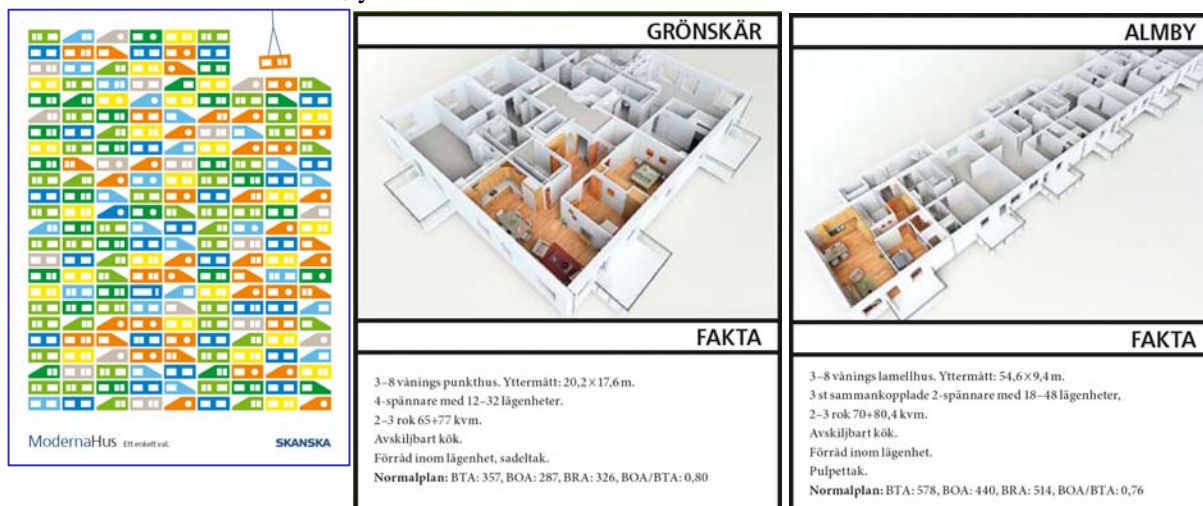 ModernaHus Ett enkelt val.
SKANSKA
GRÖNSKÄR
FAKTA
3–8 vånings punkthus. Yttermått: 20,2×17,6 m.
4-spännare med 12–32 lägenheter.
2–3 rok 65+77 kvm.
Avskiljbart kök.
Förråd inom lägenhet, sadeltak.
Normalplan: BTA: 357, BOA: 287, BRA: 326, BOA/BTA: 0,80
ALMBY
FAKTA
3–8 vånings lamellhus. Yttermått: 54,6×9,4 m.
3 st sammankopplade 2-spännare med 18–48 lägenheter,
2–3 rok 70+80,4 kvm.
Avskiljbart kök.
Förråd inom lägenhet.
Pulpettak.
Normalplan: BTA: 578, BOA: 440, BRA: 514, BOA/BTA: 0,76